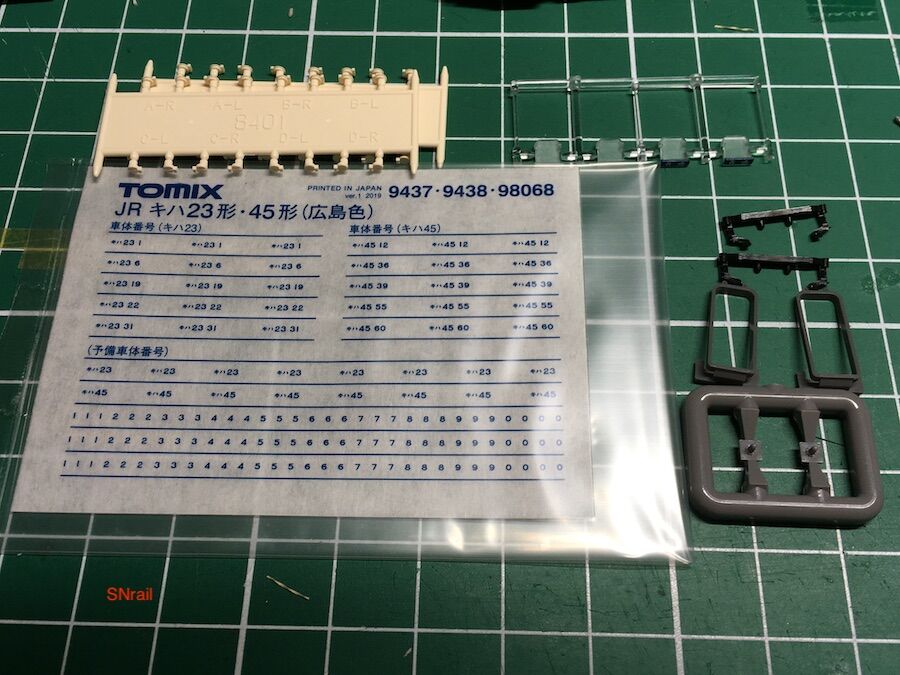 A-R A-L B-R B-L
8401
C-L C-R D-L D-R
TOMIX PRINTED IN JAPAN ver.1 2019 9437・9438・98068
JR キハ23形・45形(広島色)
車体番号(キハ23) 車体番号(キハ45)
キハ23 1 キハ23 1 キハ23 1 キハ45 12 キハ45 12 キハ45 12
キハ23 6 キハ23 6 キハ23 6 キハ45 36 キハ45 36 キハ45 36
キハ23 19 キハ23 19 キハ23 19 キハ45 39 キハ45 39 キハ45 39
キハ23 22 キハ23 22 キハ23 22 キハ45 55 キハ45 55 キハ45 55
キハ23 31 キハ23 31 キハ23 31 キハ45 60 キハ45 60 キハ45 60
(予備車体番号)
キハ23 キハ23 キハ23 キハ23 キハ23 キハ23 キハ23 キハ23
キハ45 キハ45 キハ45 キハ45 キハ45 キハ45 キハ45 キハ45
1 1 1 2 2 2 3 3 3 4 4 4 5 5 5 6 6 6 7 7 7 8 8 8 9 9 9 0 0 0 0
1 1 1 2 2 2 3 3 3 4 4 4 5 5 5 6 6 6 7 7 7 8 8 8 9 9 9 0 0 0 0
1 1 1 2 2 2 3 3 3 4 4 4 5 5 5 6 6 6 7 7 7 8 8 8 9 9 9 0 0 0 0
SNrail